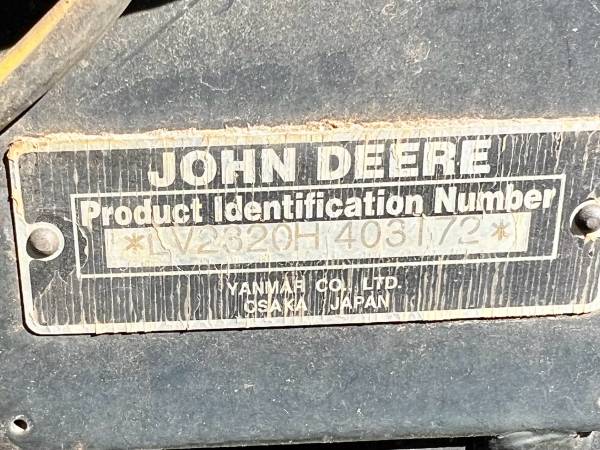 JOHN DEERE
Product Identification Number
*LV2320H403172*
YANMAR CO., LTD.
OSAKA, JAPAN